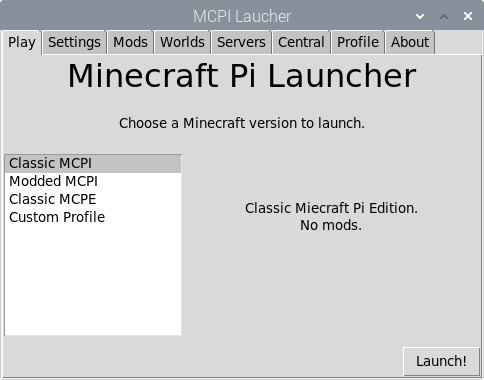 MCPI Laucher
Play Settings Mods Worlds Servers Central Profile About
Minecraft Pi Launcher
Choose a Minecraft version to launch.
Classic MCPI
Modded MCPI
Classic MCPE
Custom Profile
Classic Miecraft Pi Edition.
No mods.
Launch!